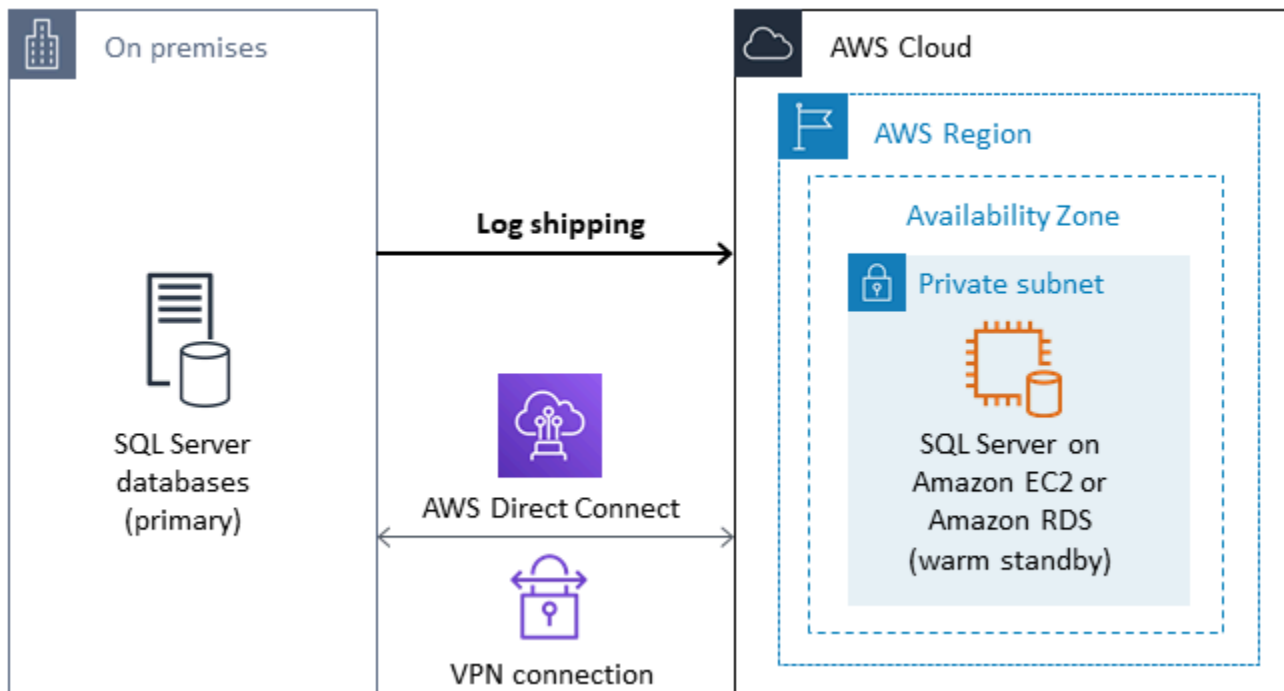 On premises
SQL Server
databases
(primary)
Log shipping
AWS Direct Connect
VPN connection
AWS Cloud
AWS Region
Availability Zone
Private subnet
SQL Server on
Amazon EC2 or
Amazon RDS
(warm standby)